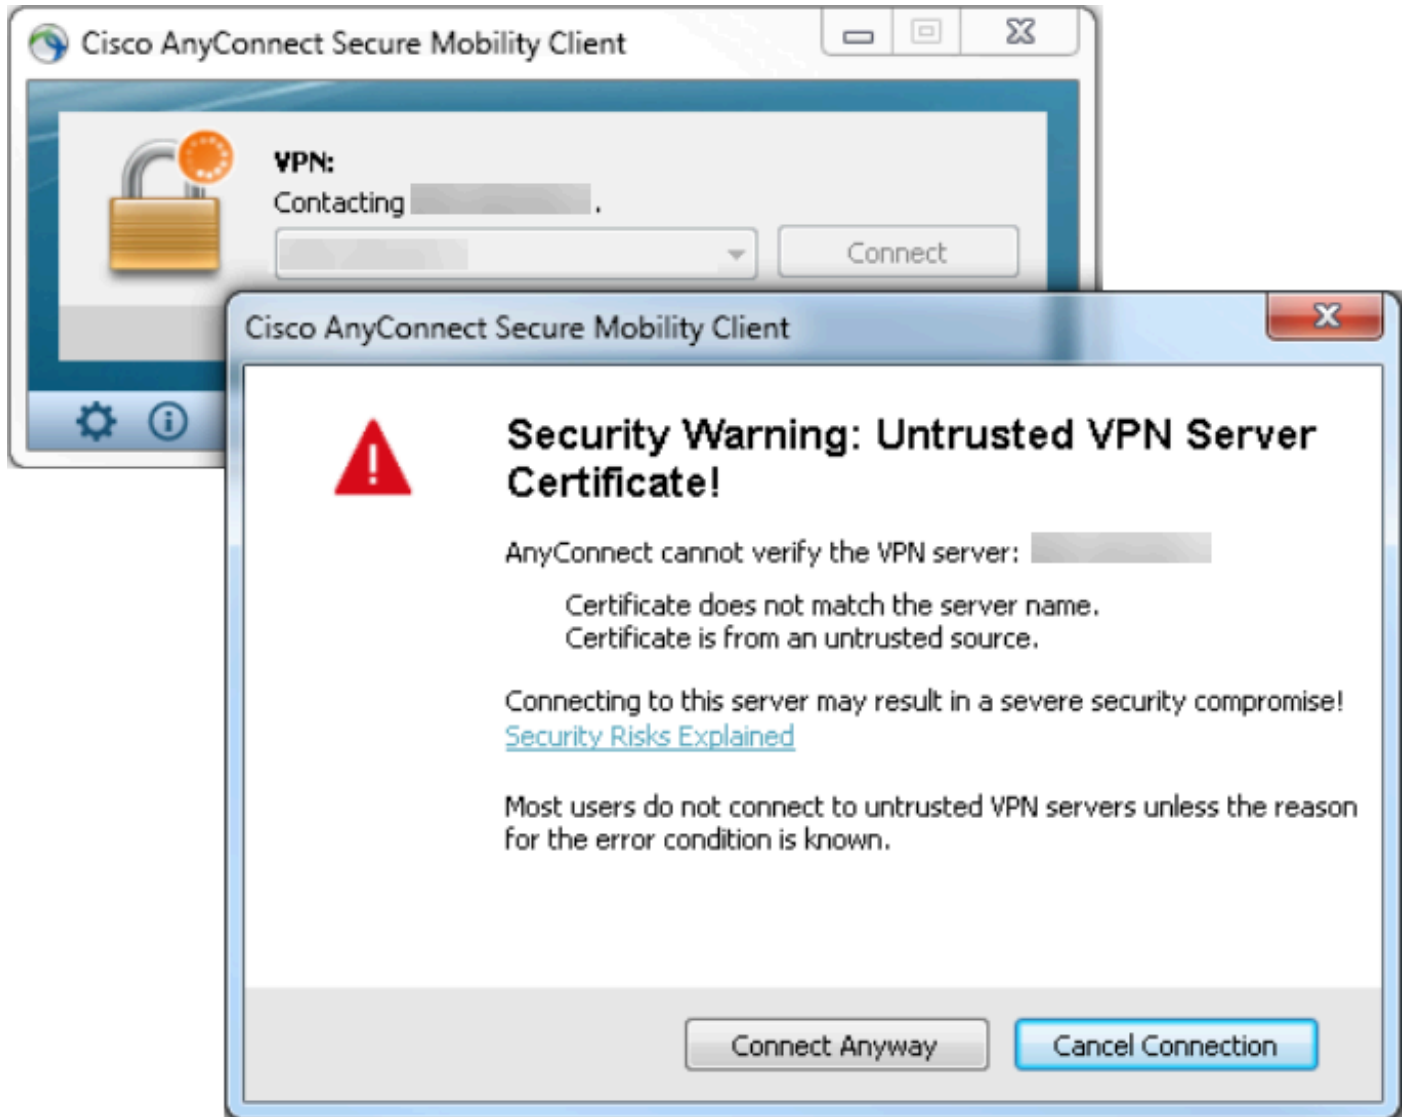 Cisco AnyConnect Secure Mobility Client
VPN:
Contacting .
Connect
Cisco AnyConnect Secure Mobility Client
Security Warning: Untrusted VPN Server
Certificate!
AnyConnect cannot verify the VPN server:
Certificate does not match the server name.
Certificate is from an untrusted source.
Connecting to this server may result in a severe security compromise!
Security Risks Explained
Most users do not connect to untrusted VPN servers unless the reason
for the error condition is known.
Connect Anyway
Cancel Connection